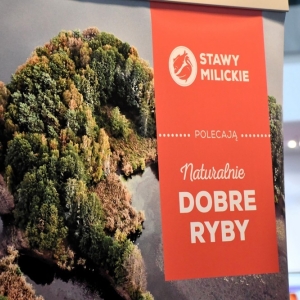 STAWY
MILICKIE
POLECAJĄ
Naturalnie
DOBRE
RYBY